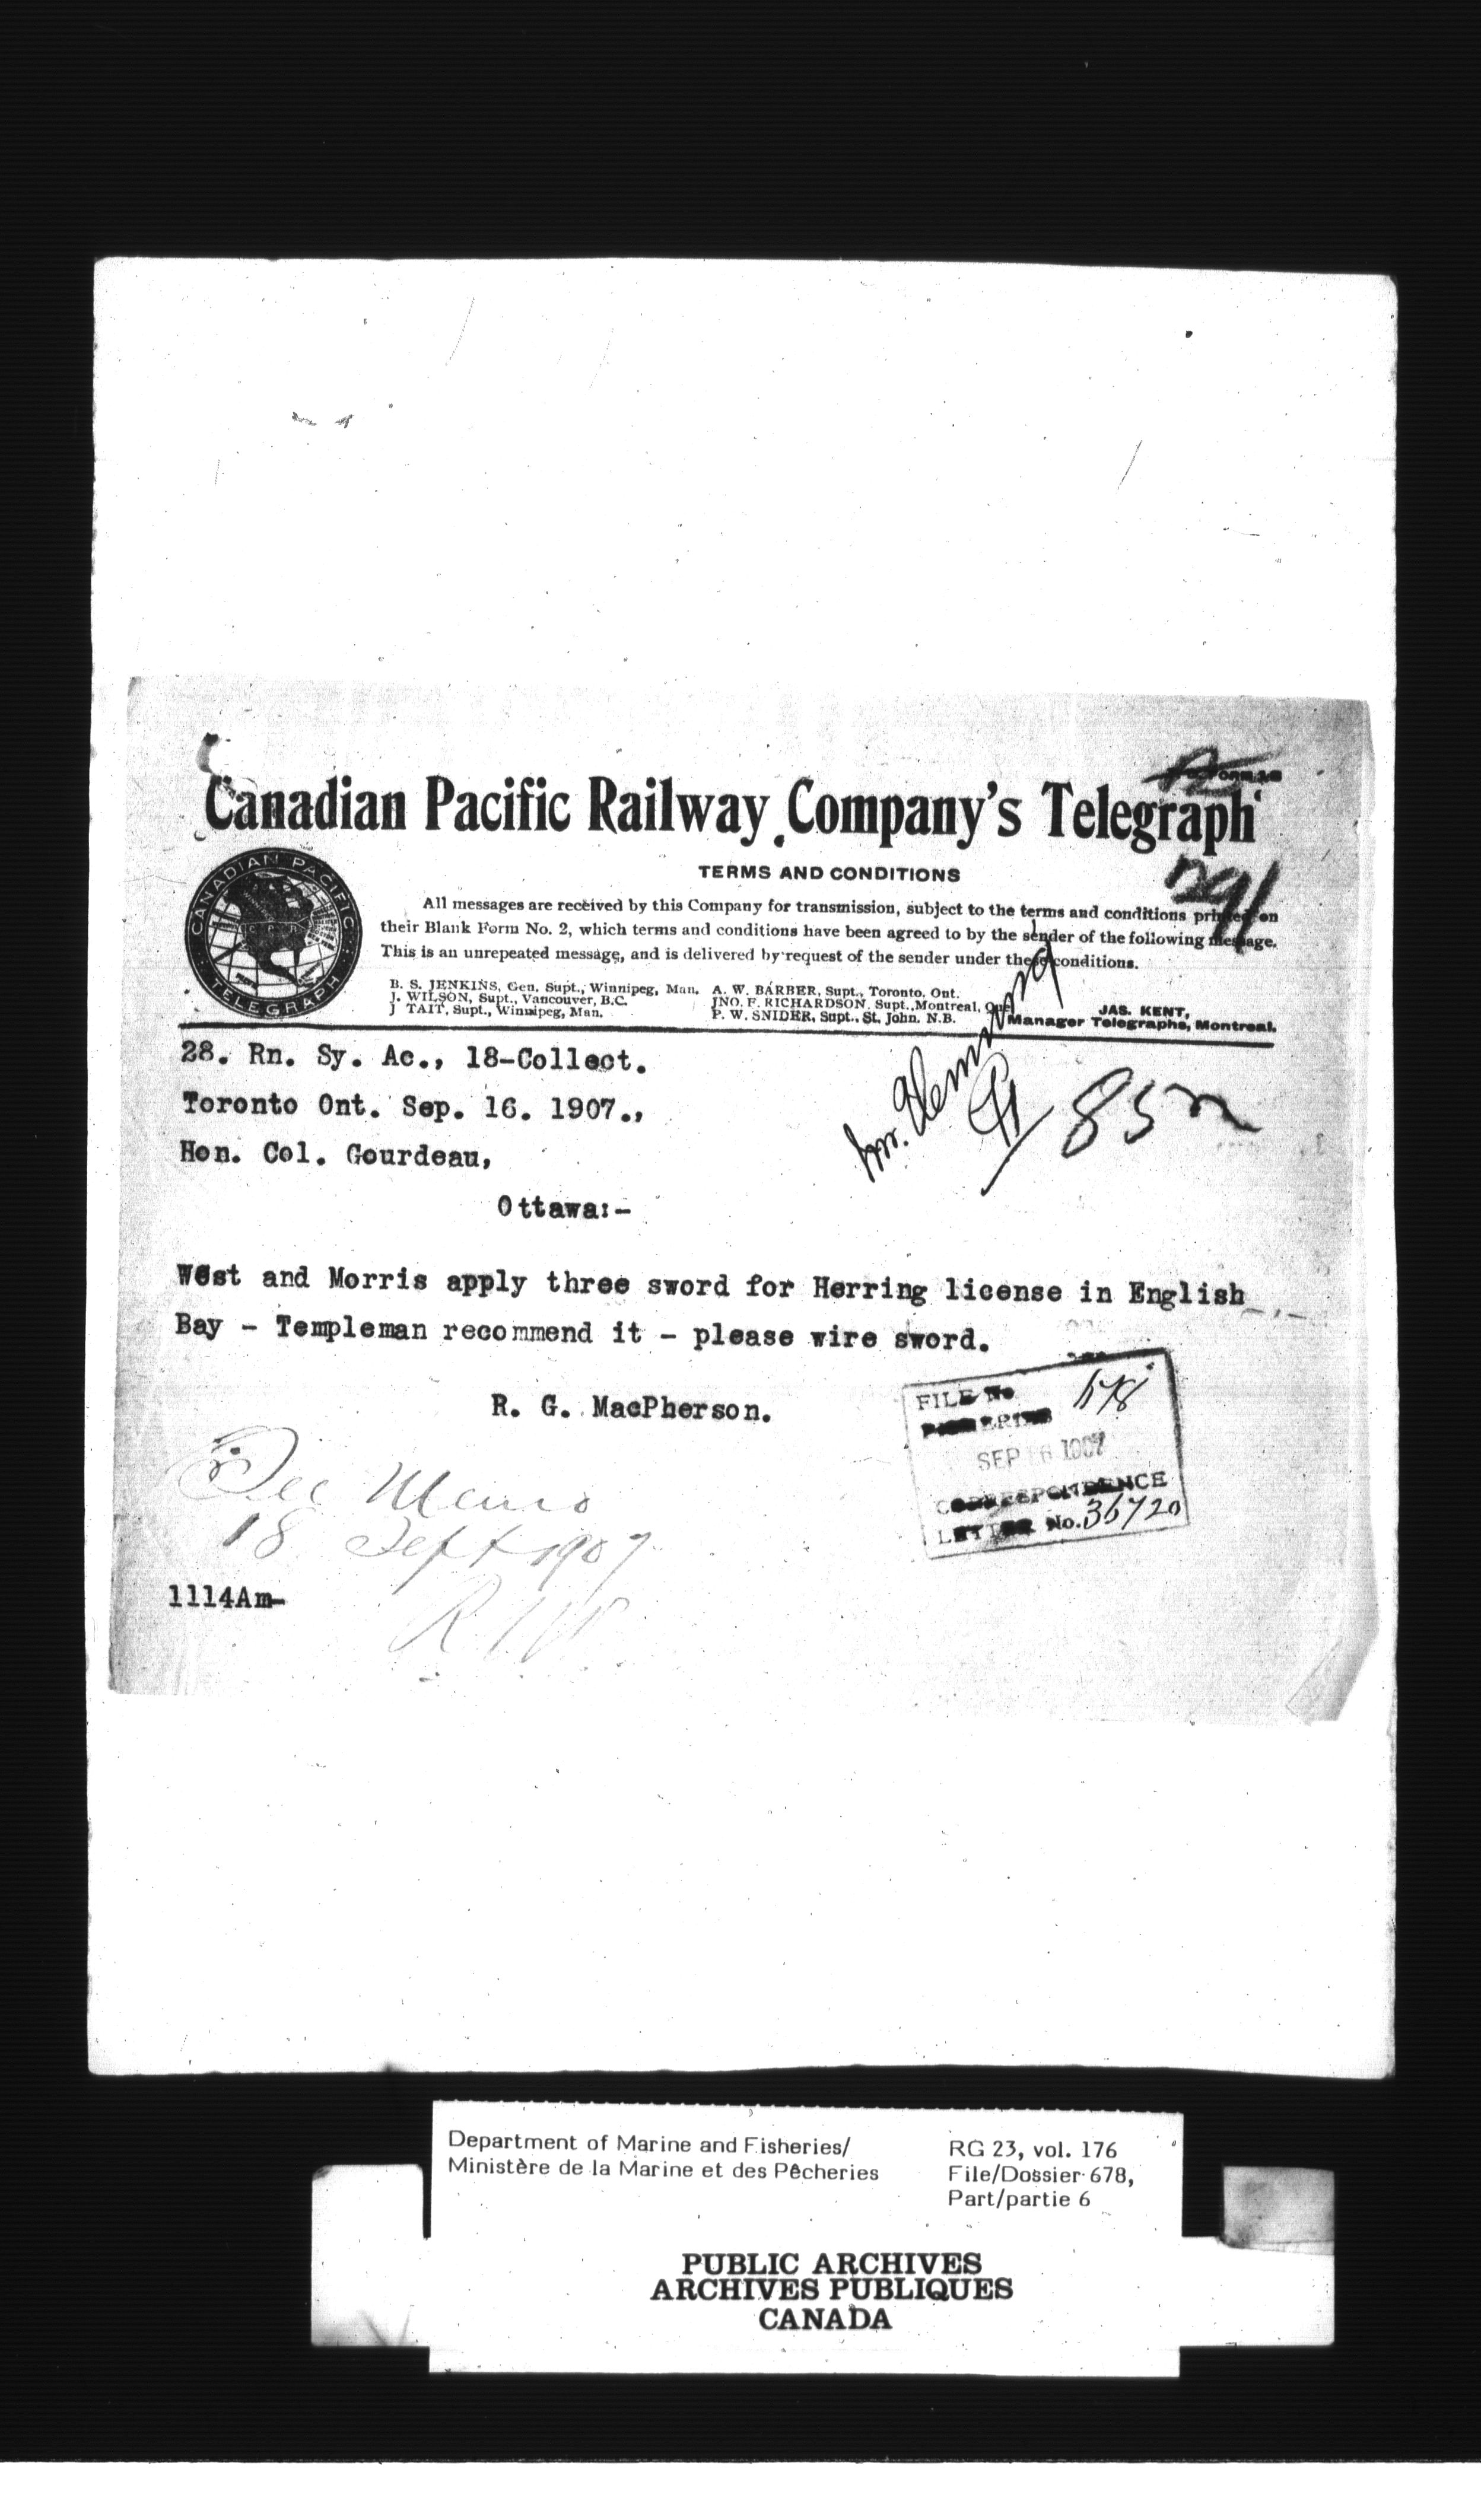 Canadian Pacific Railway Company's Telegraph
TERMS AND CONDITIONS
All messages are received by this Company for transmission, subject to the terms and conditions printed on
their Blank Form No. 2, which terms and conditions have been agreed to by the sender of the following message.
This is an unrepeated message, and is delivered by request of the sender under these conditions.
CANADIAN PACIFIC
TELEGRAPH
B. S. JENKINS, Gen. Supt., Winnipeg, Man.
J. WILSON, Supt., Vancouver, B.C.
J TAIT, Supt., Winnipeg, Man.
A. W. BARBER, Supt., Toronto, Ont.
JNO. F. RICHARDSON, Supt., Montreal, Que.
P. W. SNIDER, Supt., St. John, N.B.
JAS. KENT,
Manager Telegraphs, Montreal.
28. Rn. Sy. Ac., 18-Collect.
Toronto Ont. Sep. 16. 1907.,
Hon. Col. Gourdeau,
Ottawa:-
85
West and Morris apply three sword for Herring license in English
Bay - Templeman recommend it - please wire sword.
R. G. MacPherson.
FILE No 678
FISHERIES
SEP 16 1907
CORRESPONDENCE
LETTER No. 36720
See Memo
18 Sept 1907
1114Am-
Department of Marine and Fisheries/
Ministère de la Marine et des Pêcheries
RG 23, vol. 176
File/Dossier 678,
Part/partie 6
PUBLIC ARCHIVES
ARCHIVES PUBLIQUES
CANADA